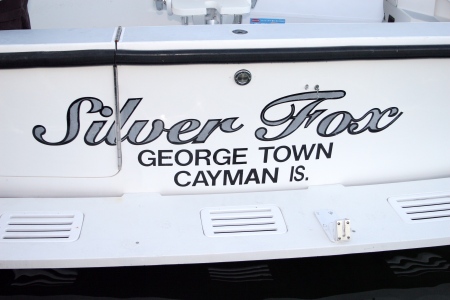 Silver Fox
GEORGE TOWN
CAYMAN IS.